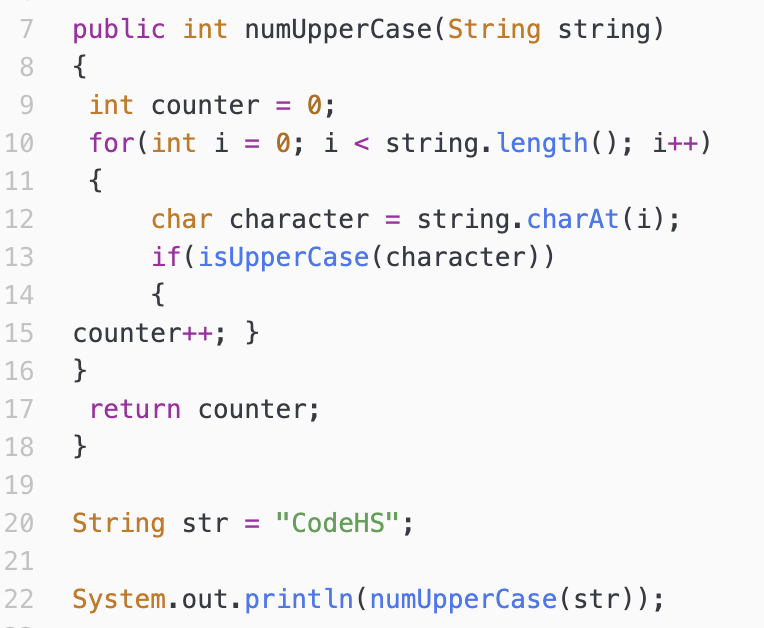 7 public int numUpperCase(String string)
8 {
9  int counter = 0;
10  for(int i = 0; i < string.length(); i++)
11  {
12      char character = string.charAt(i);
13      if(isUpperCase(character))
14      {
15 counter++; }
16 }
17  return counter;
18 }
19
20 String str = "CodeHS";
21
22 System.out.println(numUpperCase(str));